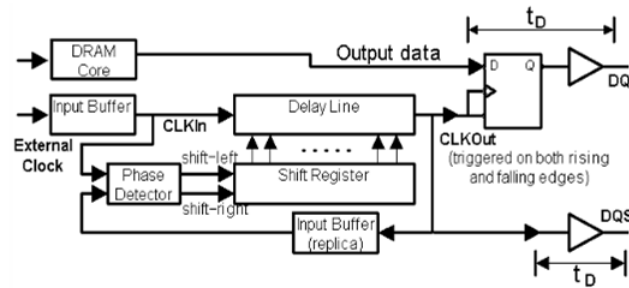 tD
DRAM
Core
Output data
D Q
DQ
Input Buffer
External
Clock
CLKIn
Delay Line
CLKOut
(triggered on both rising
and falling edges)
shift-left
Phase
Detector
Shift Register
shift-right
Input Buffer
(replica)
DQS
tD